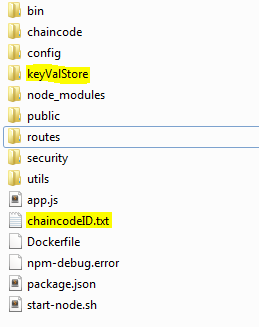 bin
chaincode
config
keyValStore
node_modules
public
routes
security
utils
app.js
chaincodeID.txt
Dockerfile
npm-debug.error
package.json
start-node.sh